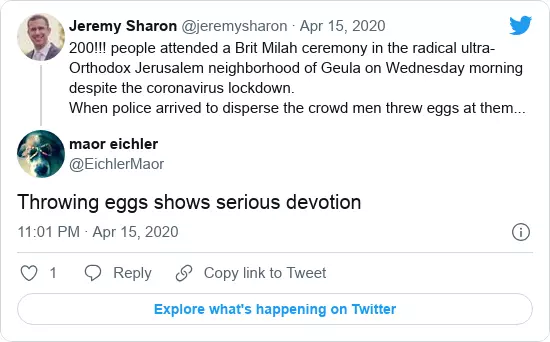 Jeremy Sharon @jeremysharon · Apr 15, 2020
200!!! people attended a Brit Milah ceremony in the radical ultra-
Orthodox Jerusalem neighborhood of Geula on Wednesday morning
despite the coronavirus lockdown.
When police arrived to disperse the crowd men threw eggs at them...
maor eichler
@EichlerMaor
Throwing eggs shows serious devotion
11:01 PM · Apr 15, 2020
1 Reply Copy link to Tweet
Explore what's happening on Twitter